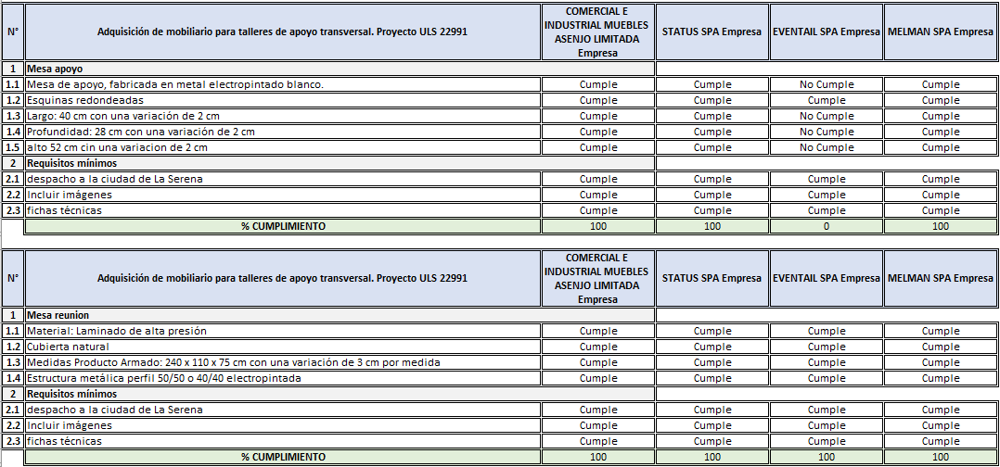 N° Adquisición de mobiliario para talleres de apoyo transversal. Proyecto ULS 22991 COMERCIAL E INDUSTRIAL MUEBLES ASENJO LIMITADA Empresa STATUS SPA Empresa EVENTAIL SPA Empresa MELMAN SPA Empresa
1 Mesa apoyo
1.1 Mesa de apoyo, fabricada en metal electropintado blanco. Cumple Cumple No Cumple Cumple
1.2 Esquinas redondeadas Cumple Cumple Cumple Cumple
1.3 Largo: 40 cm con una variación de 2 cm Cumple Cumple No Cumple Cumple
1.4 Profundidad: 28 cm con una variación de 2 cm Cumple Cumple No Cumple Cumple
1.5 alto 52 cm cin una variacion de 2 cm Cumple Cumple No Cumple Cumple
2 Requisitos mínimos
2.1 despacho a la ciudad de La Serena Cumple Cumple Cumple Cumple
2.2 Incluir imágenes Cumple Cumple Cumple Cumple
2.3 fichas técnicas Cumple Cumple Cumple Cumple
% CUMPLIMIENTO 100 100 0 100
N° Adquisición de mobiliario para talleres de apoyo transversal. Proyecto ULS 22991 COMERCIAL E INDUSTRIAL MUEBLES ASENJO LIMITADA Empresa STATUS SPA Empresa EVENTAIL SPA Empresa MELMAN SPA Empresa
1 Mesa reunion
1.1 Material: Laminado de alta presión Cumple Cumple Cumple Cumple
1.2 Cubierta natural Cumple Cumple Cumple Cumple
1.3 Medidas Producto Armado: 240 x 110 x 75 cm con una variación de 3 cm por medida Cumple Cumple Cumple Cumple
1.4 Estructura metálica perfil 50/50 o 40/40 electropintada Cumple Cumple Cumple Cumple
2 Requisitos mínimos
2.1 despacho a la ciudad de La Serena Cumple Cumple Cumple Cumple
2.2 Incluir imágenes Cumple Cumple Cumple Cumple
2.3 fichas técnicas Cumple Cumple Cumple Cumple
% CUMPLIMIENTO 100 100 100 100